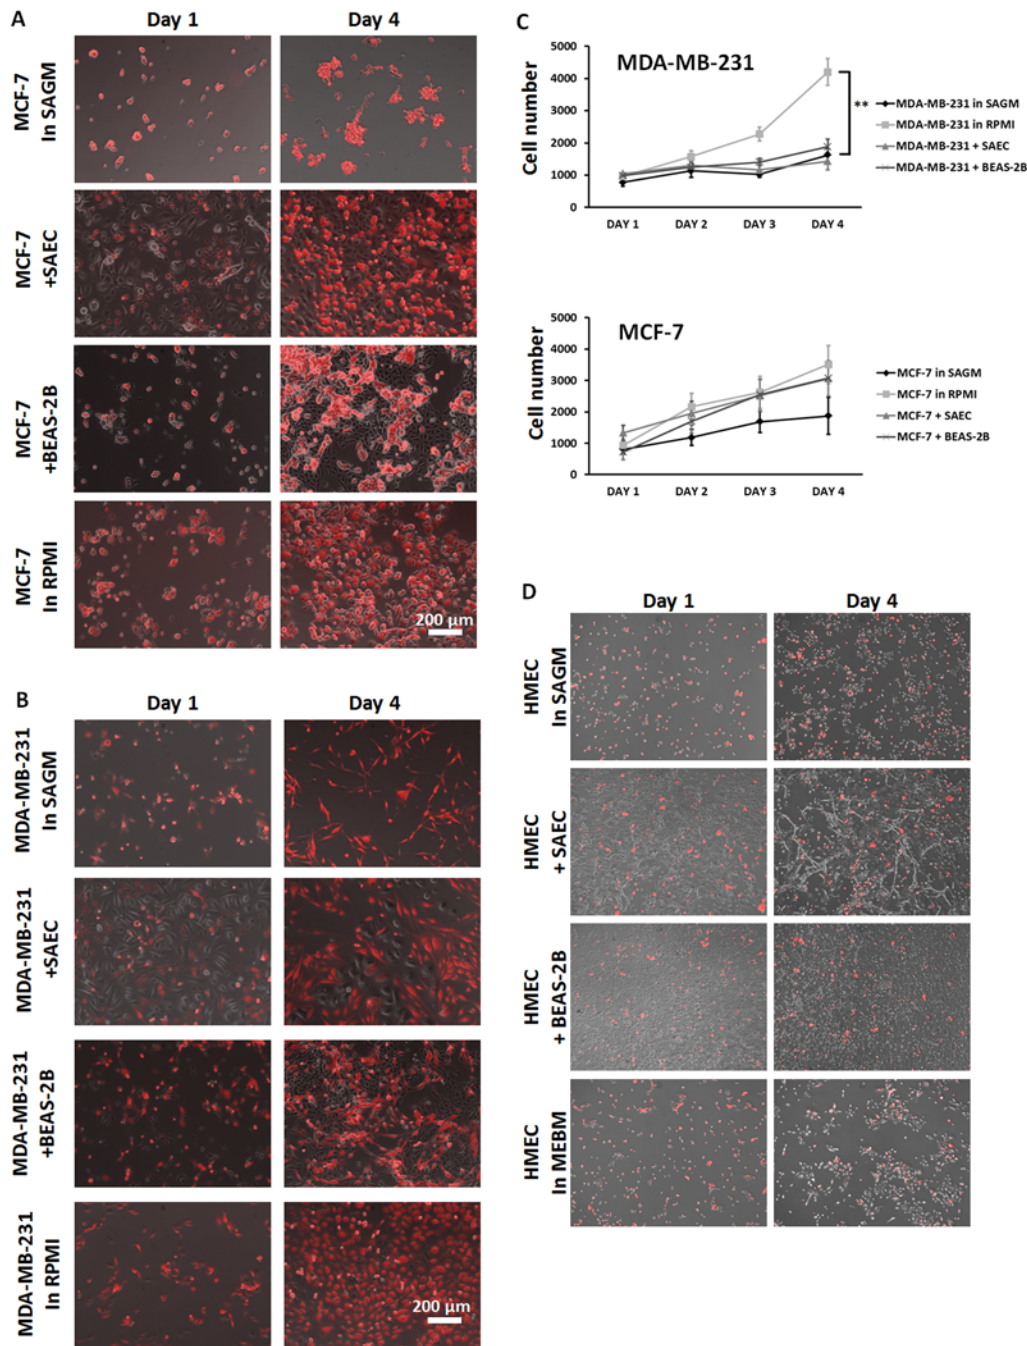 A
Day 1
Day 4
MCF-7
In SAGM
MCF-7
+SAEC
MCF-7
+BEAS-2B
MCF-7
In RPMI
200 µm
B
Day 1
Day 4
MDA-MB-231
In SAGM
MDA-MB-231
+SAEC
MDA-MB-231
+BEAS-2B
MDA-MB-231
In RPMI
200 µm
C
MDA-MB-231
Cell number
5000
4000
3000
2000
1000
0
DAY 1 DAY 2 DAY 3 DAY 4
**
MDA-MB-231 in SAGM
MDA-MB-231 in RPMI
MDA-MB-231 + SAEC
MDA-MB-231 + BEAS-2B
MCF-7
Cell number
5000
4000
3000
2000
1000
0
DAY 1 DAY 2 DAY 3 DAY 4
MCF-7 in SAGM
MCF-7 in RPMI
MCF-7 + SAEC
MCF-7 + BEAS-2B
D
Day 1
Day 4
HMEC
In SAGM
HMEC
+ SAEC
HMEC
+ BEAS-2B
HMEC
In MEBM